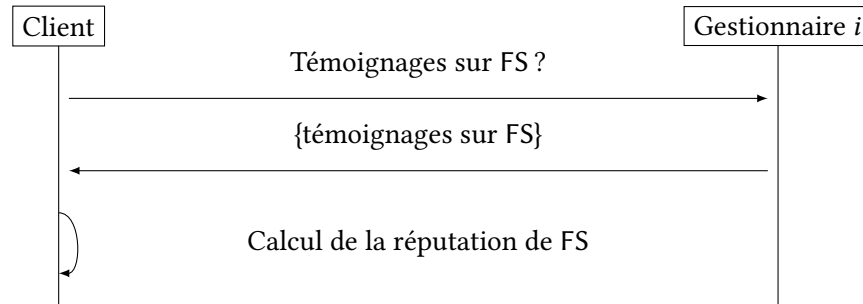 Client
Gestionnaire i
Témoignages sur FS ?
{témoignages sur FS}
Calcul de la réputation de FS